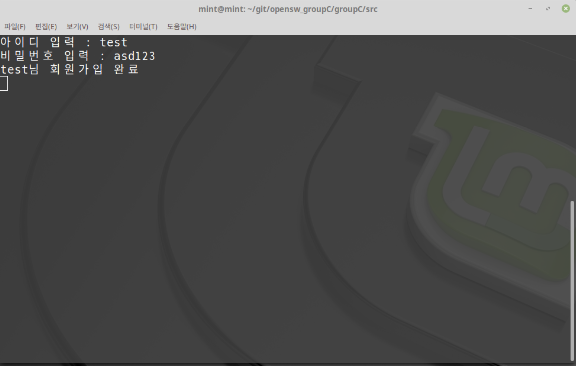 mint@mint: ~/git/opensw_groupC/groupC/src
파일(F) 편집(E) 보기(V) 검색(S) 터미널(T) 도움말(H)
아이디 입력 : test
비밀번호 입력 : asd123
test님 회원가입 완료